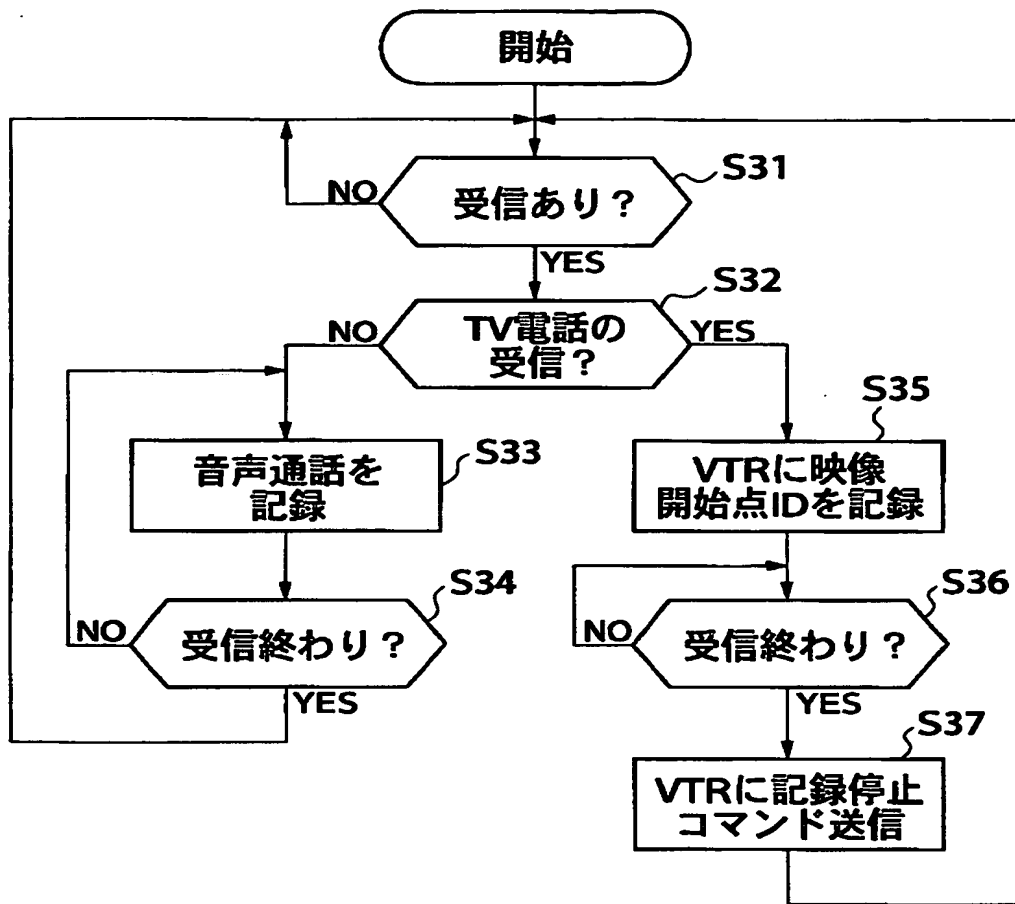 開始
S31
NO
受信あり？
YES
S32
NO
TV電話の
受信？
YES
S35
音声通話を
記録
S33
VTRに映像
開始点IDを記録
S34
NO
受信終わり？
YES
S36
NO
受信終わり？
YES
S37
VTRに記録停止
コマンド送信